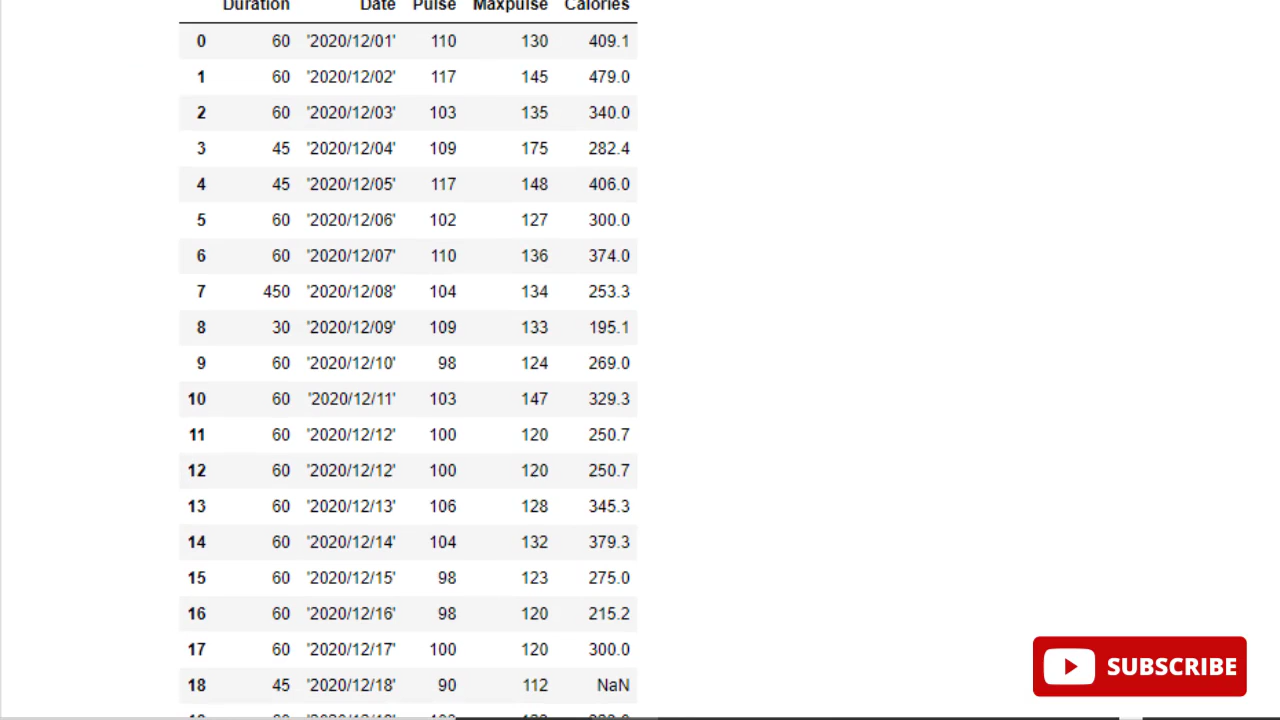 Duration Date Pulse Maxpulse Calories
0 60 '2020/12/01' 110 130 409.1
1 60 '2020/12/02' 117 145 479.0
2 60 '2020/12/03' 103 135 340.0
3 45 '2020/12/04' 109 175 282.4
4 45 '2020/12/05' 117 148 406.0
5 60 '2020/12/06' 102 127 300.0
6 60 '2020/12/07' 110 136 374.0
7 450 '2020/12/08' 104 134 253.3
8 30 '2020/12/09' 109 133 195.1
9 60 '2020/12/10' 98 124 269.0
10 60 '2020/12/11' 103 147 329.3
11 60 '2020/12/12' 100 120 250.7
12 60 '2020/12/12' 100 120 250.7
13 60 '2020/12/13' 106 128 345.3
14 60 '2020/12/14' 104 132 379.3
15 60 '2020/12/15' 98 123 275.0
16 60 '2020/12/16' 98 120 215.2
17 60 '2020/12/17' 100 120 300.0
18 45 '2020/12/18' 90 112 NaN
SUBSCRIBE